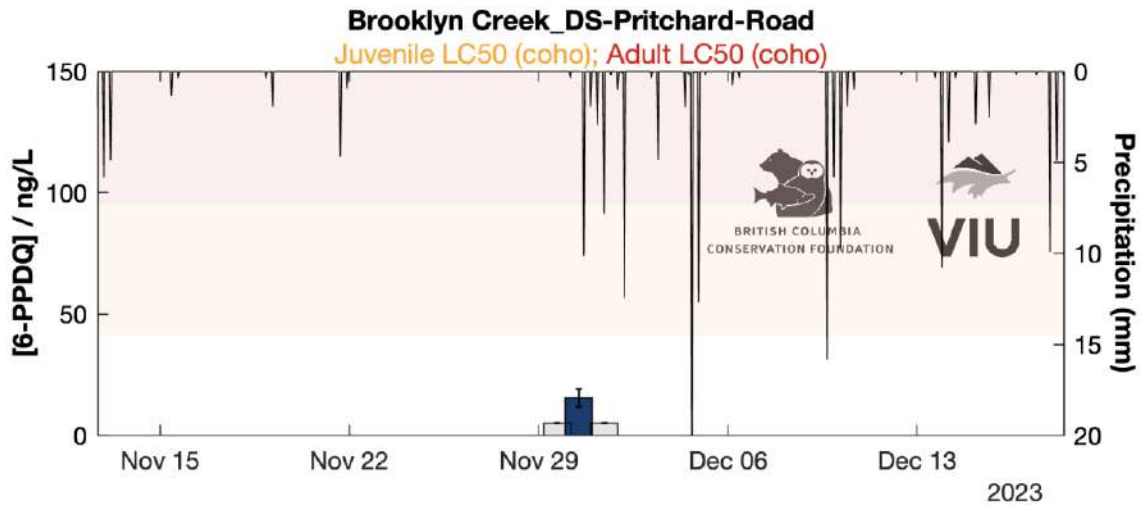 Brooklyn Creek_DS-Pritchard-Road
Juvenile LC50 (coho); Adult LC50 (coho)
[6-PPDQ] / ng/L
150
100
50
0
Precipitation (mm)
0
5
10
15
20
BRITISH COLUMBIA
CONSERVATION FOUNDATION
VIU
Nov 15
Nov 22
Nov 29
Dec 06
Dec 13
2023